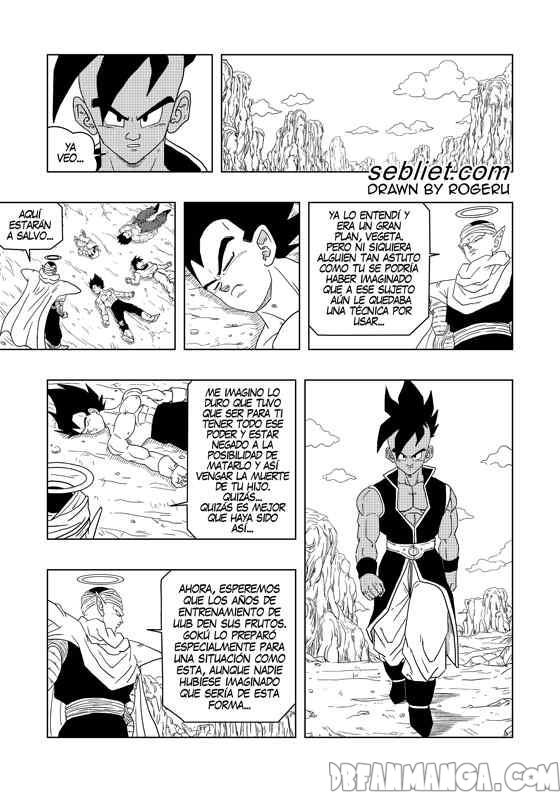 YA
VEO...
sebliet.com
DRAWN BY ROGERU
AQUÍ
ESTARÁN
A SALVO...
YA LO ENTENDÍ Y
ERA UN GRAN
PLAN, VEGETA.
PERO NI SIQUIERA
ALGUIEN TAN ASTUTO
COMO TU SE PODRÍA
HABER IMAGINADO
QUE A ESE SUJETO
AÚN LE QUEDABA
UNA TÉCNICA POR
USAR...
ME IMAGINO LO
DURO QUE TUVO
QUE SER PARA TI
TENER TODO ESE
PODER Y ESTAR
NEGADO A LA
POSIBILIDAD DE
MATARLO Y ASÍ
VENGAR LA MUERTE
DE TU HIJO.
QUIZÁS...
QUIZÁS ES MEJOR
QUE HAYA SIDO
ASÍ...
AHORA, ESPEREMOS
QUE LOS AÑOS DE
ENTRENAMIENTO DE
UUB DEN SUS FRUTOS.
GOKÚ LO PREPARÓ
ESPECIALMENTE PARA
UNA SITUACIÓN COMO
ESTA, AUNQUE NADIE
HUBIESE IMAGINADO
QUE SERÍA DE ESTA
FORMA...
DBFANMANGA.COM